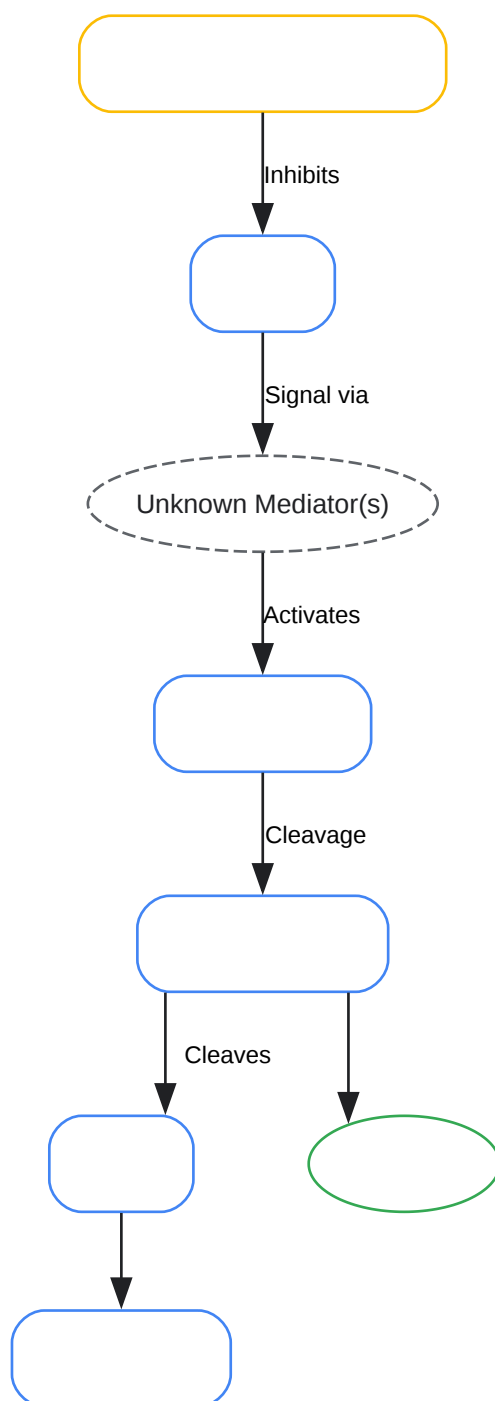 Inhibits
Signal via
Unknown Mediator(s)
Activates
Cleavage
Cleaves